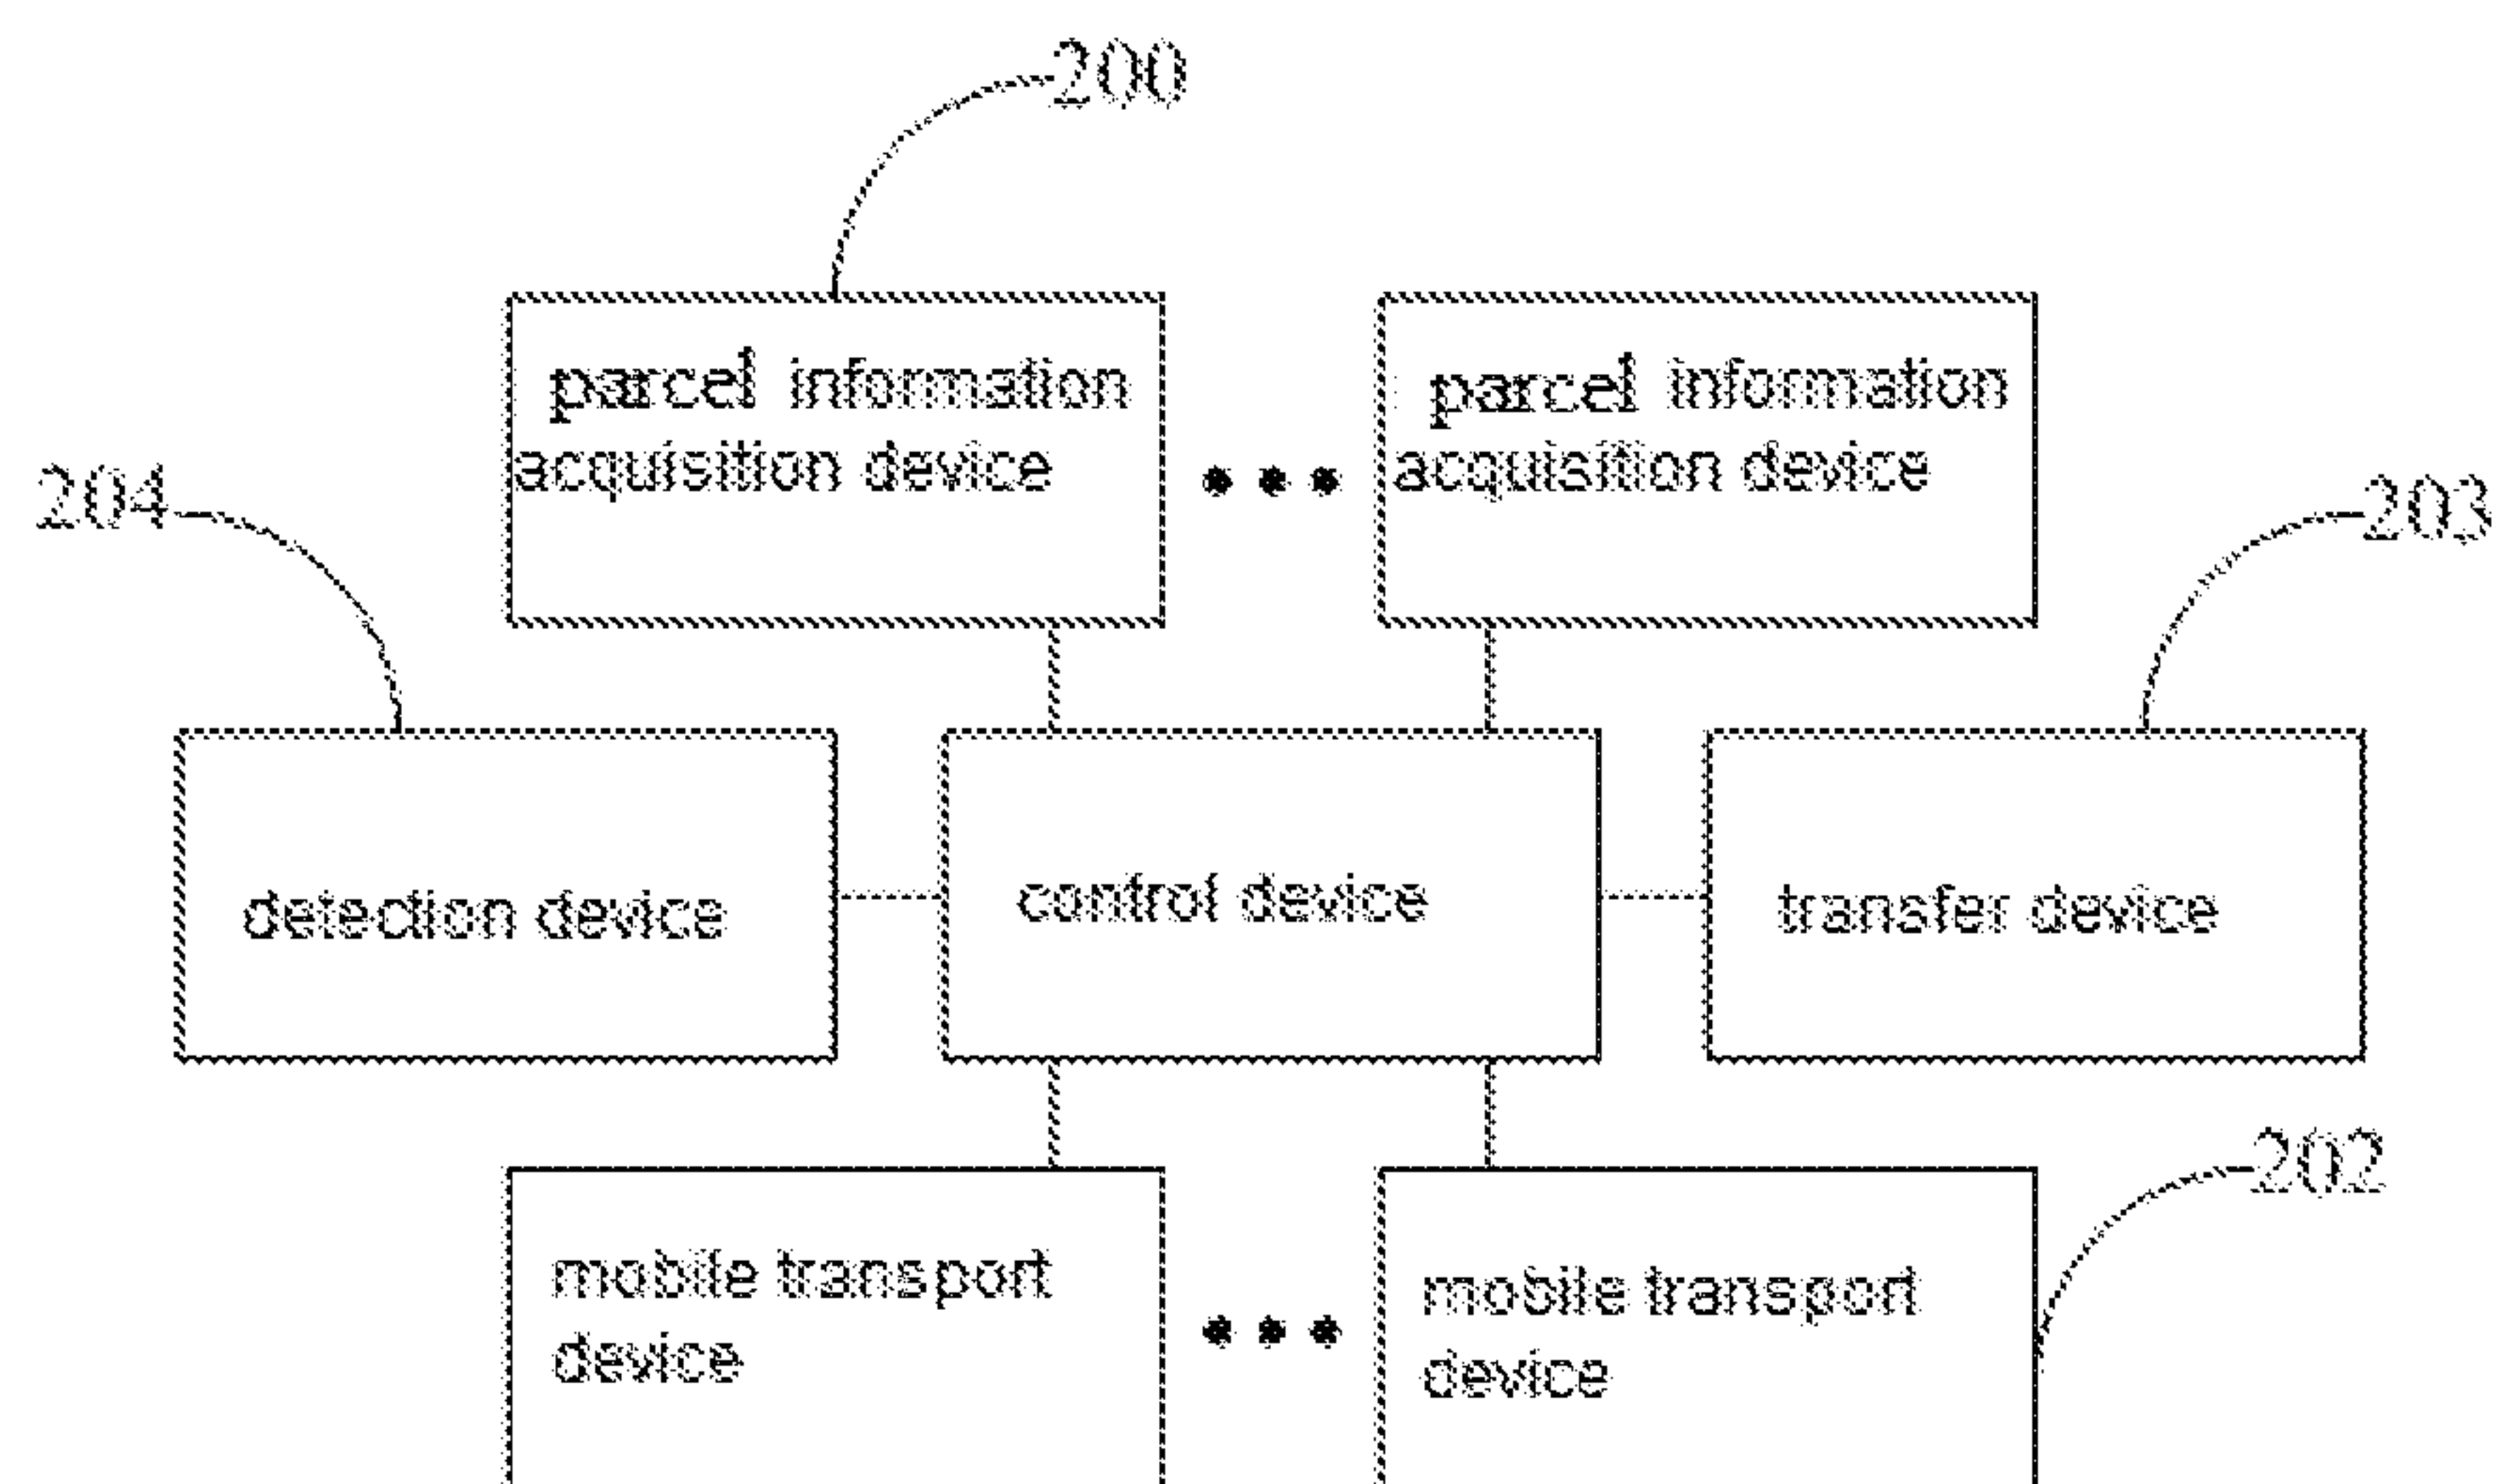 200
parcel information
acquisition device
parcel information
acquisition device
204
203
detection device
control device
transfer device
202
mobile transport
device
mobile transport
device